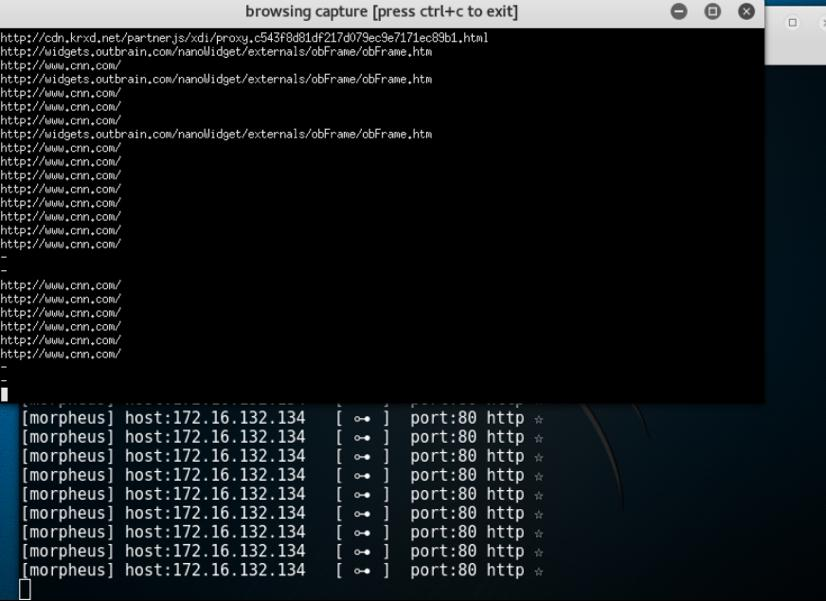 browsing capture [press ctrl+c to exit]
http://cdn.krxd.net/partnerjs/xdi/proxy.c543f8d81df217d079ec9e7171ec89b1.html
http://widgets.outbrain.com/nanoWidget/externals/obFrame/obFrame.htm
http://www.cnn.com/
http://widgets.outbrain.com/nanoWidget/externals/obFrame/obFrame.htm
http://www.cnn.com/
http://www.cnn.com/
http://www.cnn.com/
http://widgets.outbrain.com/nanoWidget/externals/obFrame/obFrame.htm
http://www.cnn.com/
http://www.cnn.com/
http://www.cnn.com/
http://www.cnn.com/
http://www.cnn.com/
http://www.cnn.com/
http://www.cnn.com/
http://www.cnn.com/
-
-
http://www.cnn.com/
http://www.cnn.com/
http://www.cnn.com/
http://www.cnn.com/
http://www.cnn.com/
http://www.cnn.com/
-
-
[morpheus] host:172.16.132.134 [ ⊶ ] port:80 http ☆
[morpheus] host:172.16.132.134 [ ⊶ ] port:80 http ☆
[morpheus] host:172.16.132.134 [ ⊶ ] port:80 http ☆
[morpheus] host:172.16.132.134 [ ⊶ ] port:80 http ☆
[morpheus] host:172.16.132.134 [ ⊶ ] port:80 http ☆
[morpheus] host:172.16.132.134 [ ⊶ ] port:80 http ☆
[morpheus] host:172.16.132.134 [ ⊶ ] port:80 http ☆
[morpheus] host:172.16.132.134 [ ⊶ ] port:80 http ☆
[morpheus] host:172.16.132.134 [ ⊶ ] port:80 http ☆